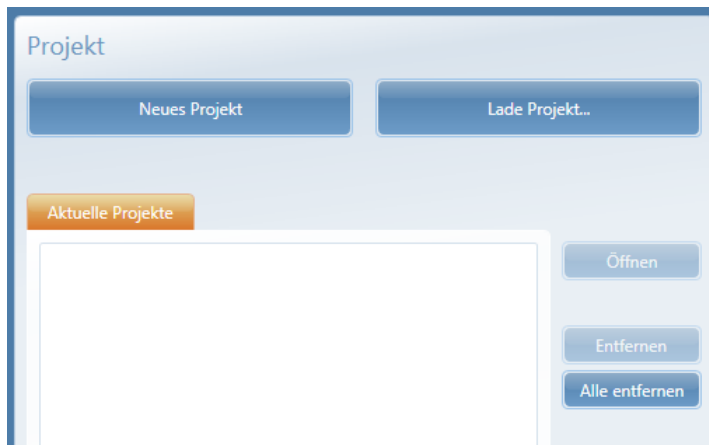 Projekt
Neues Projekt
Lade Projekt...
Aktuelle Projekte
Öffnen
Entfernen
Alle entfernen